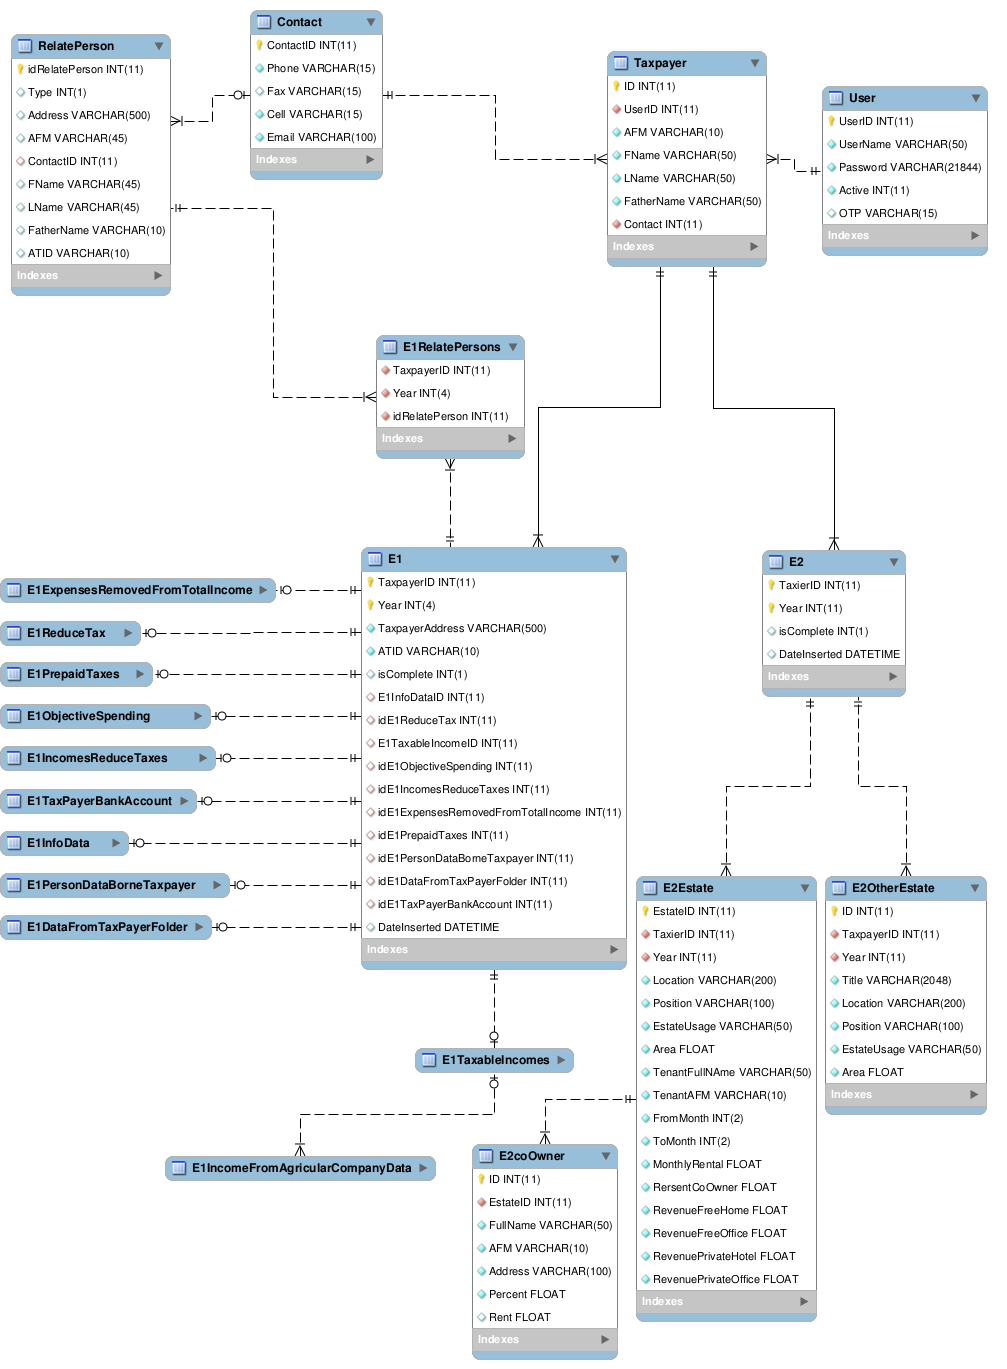 RelatePerson
idRelatePerson INT(11)
Type INT(1)
Address VARCHAR(500)
AFM VARCHAR(45)
ContactID INT(11)
FName VARCHAR(45)
LName VARCHAR(45)
FatherName VARCHAR(10)
ATID VARCHAR(10)
Indexes
Contact
ContactID INT(11)
Phone VARCHAR(15)
Fax VARCHAR(15)
Cell VARCHAR(15)
Email VARCHAR(100)
Indexes
Taxpayer
ID INT(11)
UserID INT(11)
AFM VARCHAR(10)
FName VARCHAR(50)
LName VARCHAR(50)
FatherName VARCHAR(50)
Contact INT(11)
Indexes
User
UserID INT(11)
UserName VARCHAR(50)
Password VARCHAR(21844)
Active INT(11)
OTP VARCHAR(15)
Indexes
E1RelatePersons
TaxpayerID INT(11)
Year INT(4)
idRelatePerson INT(11)
Indexes
E1ExpensesRemovedFromTotalIncome
E1ReduceTax
E1PrepaidTaxes
E1ObjectiveSpending
E1IncomesReduceTaxes
E1TaxPayerBankAccount
E1InfoData
E1PersonDataBorneTaxpayer
E1DataFromTaxPayerFolder
E1
TaxpayerID INT(11)
Year INT(4)
TaxpayerAddress VARCHAR(500)
ATID VARCHAR(10)
isComplete INT(1)
E1InfoDataID INT(11)
idE1ReduceTax INT(11)
E1TaxableIncomeID INT(11)
idE1ObjectiveSpending INT(11)
idE1IncomesReduceTaxes INT(11)
idE1ExpensesRemovedFromTotalIncome INT(11)
idE1PrepaidTaxes INT(11)
idE1PersonDataBorneTaxpayer INT(11)
idE1DataFromTaxPayerFolder INT(11)
idE1TaxPayerBankAccount INT(11)
DateInserted DATETIME
Indexes
E2
TaxierID INT(11)
Year INT(11)
isComplete INT(1)
DateInserted DATETIME
Indexes
E1TaxableIncomes
E1IncomeFromAgricularCompanyData
E2coOwner
ID INT(11)
EstateID INT(11)
FullName VARCHAR(50)
AFM VARCHAR(10)
Address VARCHAR(100)
Percent FLOAT
Rent FLOAT
Indexes
E2Estate
EstateID INT(11)
TaxierID INT(11)
Year INT(11)
Location VARCHAR(200)
Position VARCHAR(100)
EstateUsage VARCHAR(50)
Area FLOAT
TenantFullNAme VARCHAR(50)
TenantAFM VARCHAR(10)
FromMonth INT(2)
ToMonth INT(2)
MonthlyRental FLOAT
RersentCoOwner FLOAT
RevenueFreeHome FLOAT
RevenueFreeOffice FLOAT
RevenuePrivateHotel FLOAT
RevenuePrivateOffice FLOAT
Indexes
E2OtherEstate
ID INT(11)
TaxpayerID INT(11)
Year INT(11)
Title VARCHAR(2048)
Location VARCHAR(200)
Position VARCHAR(100)
EstateUsage VARCHAR(50)
Area FLOAT
Indexes